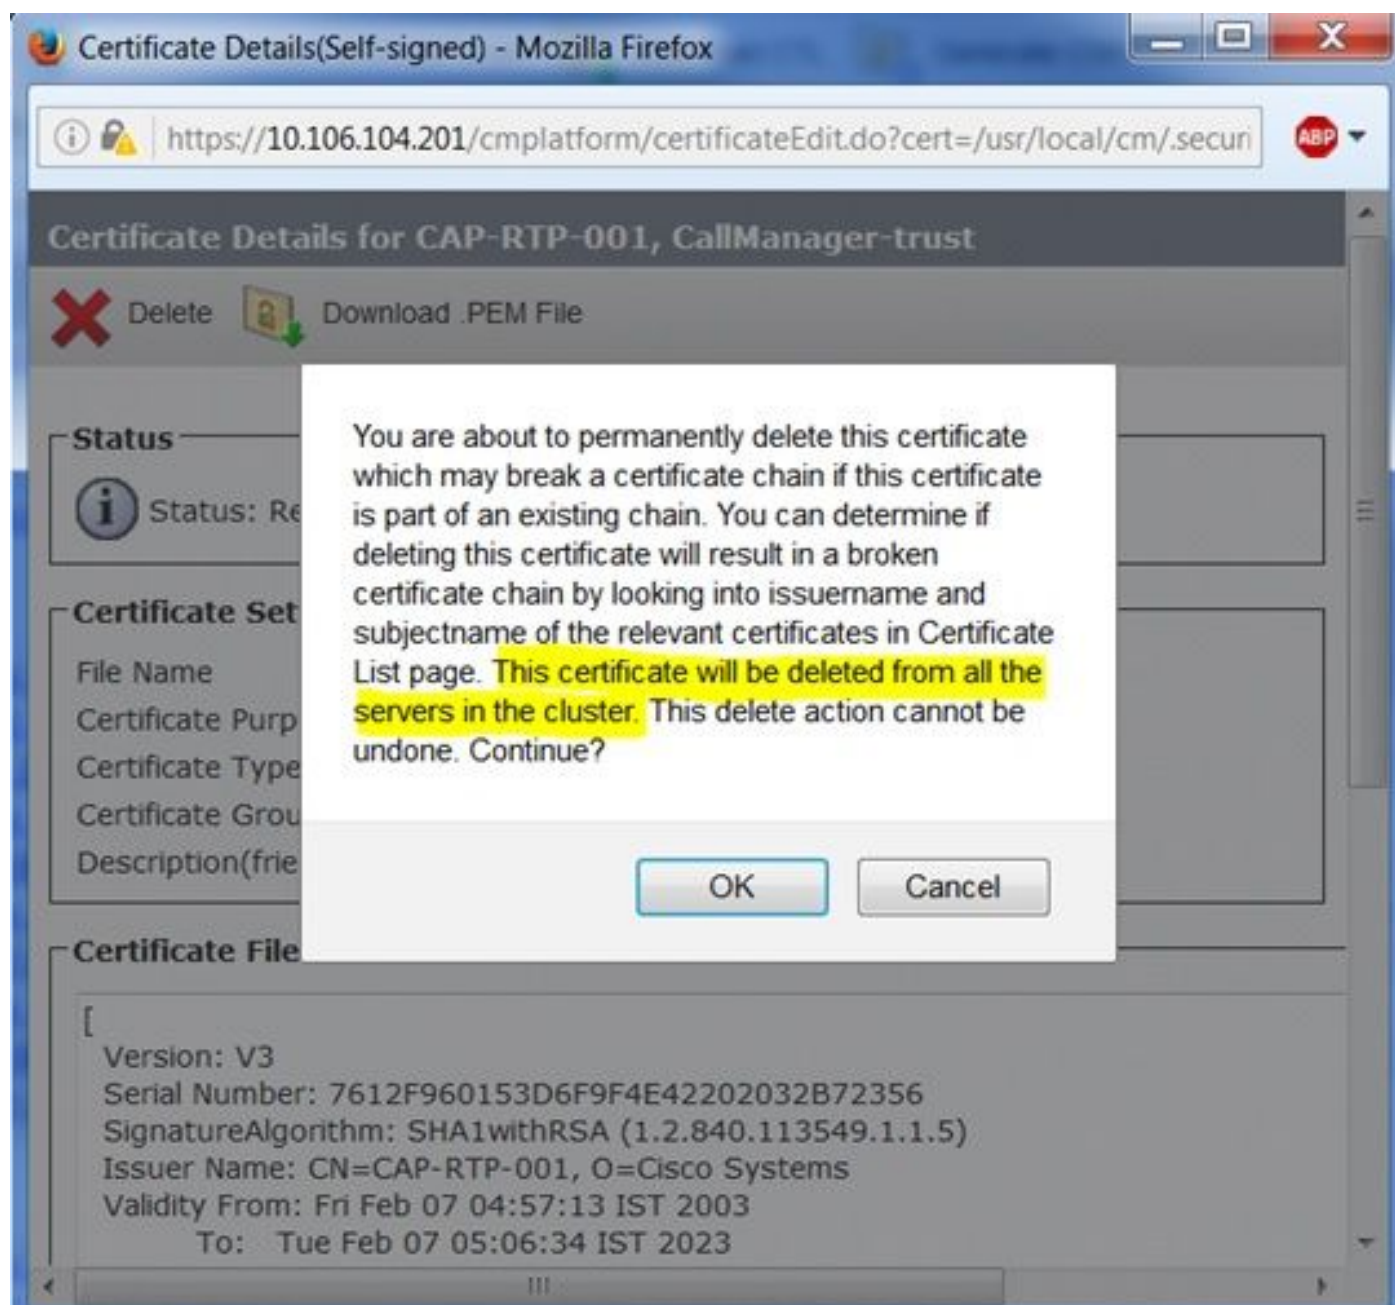 Certificate Details(Self-signed) - Mozilla Firefox
https://10.106.104.201/cmplatform/certificateEdit.do?cert=/usr/local/cm/.securi
ABP
Certificate Details for CAP-RTP-001, CallManager-trust
Delete Download .PEM File
Status
Status: Re
Certificate Set
File Name
Certificate Purp
Certificate Type
Certificate Grou
Description(frie
You are about to permanently delete this certificate
which may break a certificate chain if this certificate
is part of an existing chain. You can determine if
deleting this certificate will result in a broken
certificate chain by looking into issuername and
subjectname of the relevant certificates in Certificate
List page. This certificate will be deleted from all the
servers in the cluster. This delete action cannot be
undone. Continue?
OK Cancel
Certificate File
[
Version: V3
Serial Number: 7612F960153D6F9F4E42202032B72356
SignatureAlgorithm: SHA1withRSA (1.2.840.113549.1.1.5)
Issuer Name: CN=CAP-RTP-001, O=Cisco Systems
Validity From: Fri Feb 07 04:57:13 IST 2003
To: Tue Feb 07 05:06:34 IST 2023